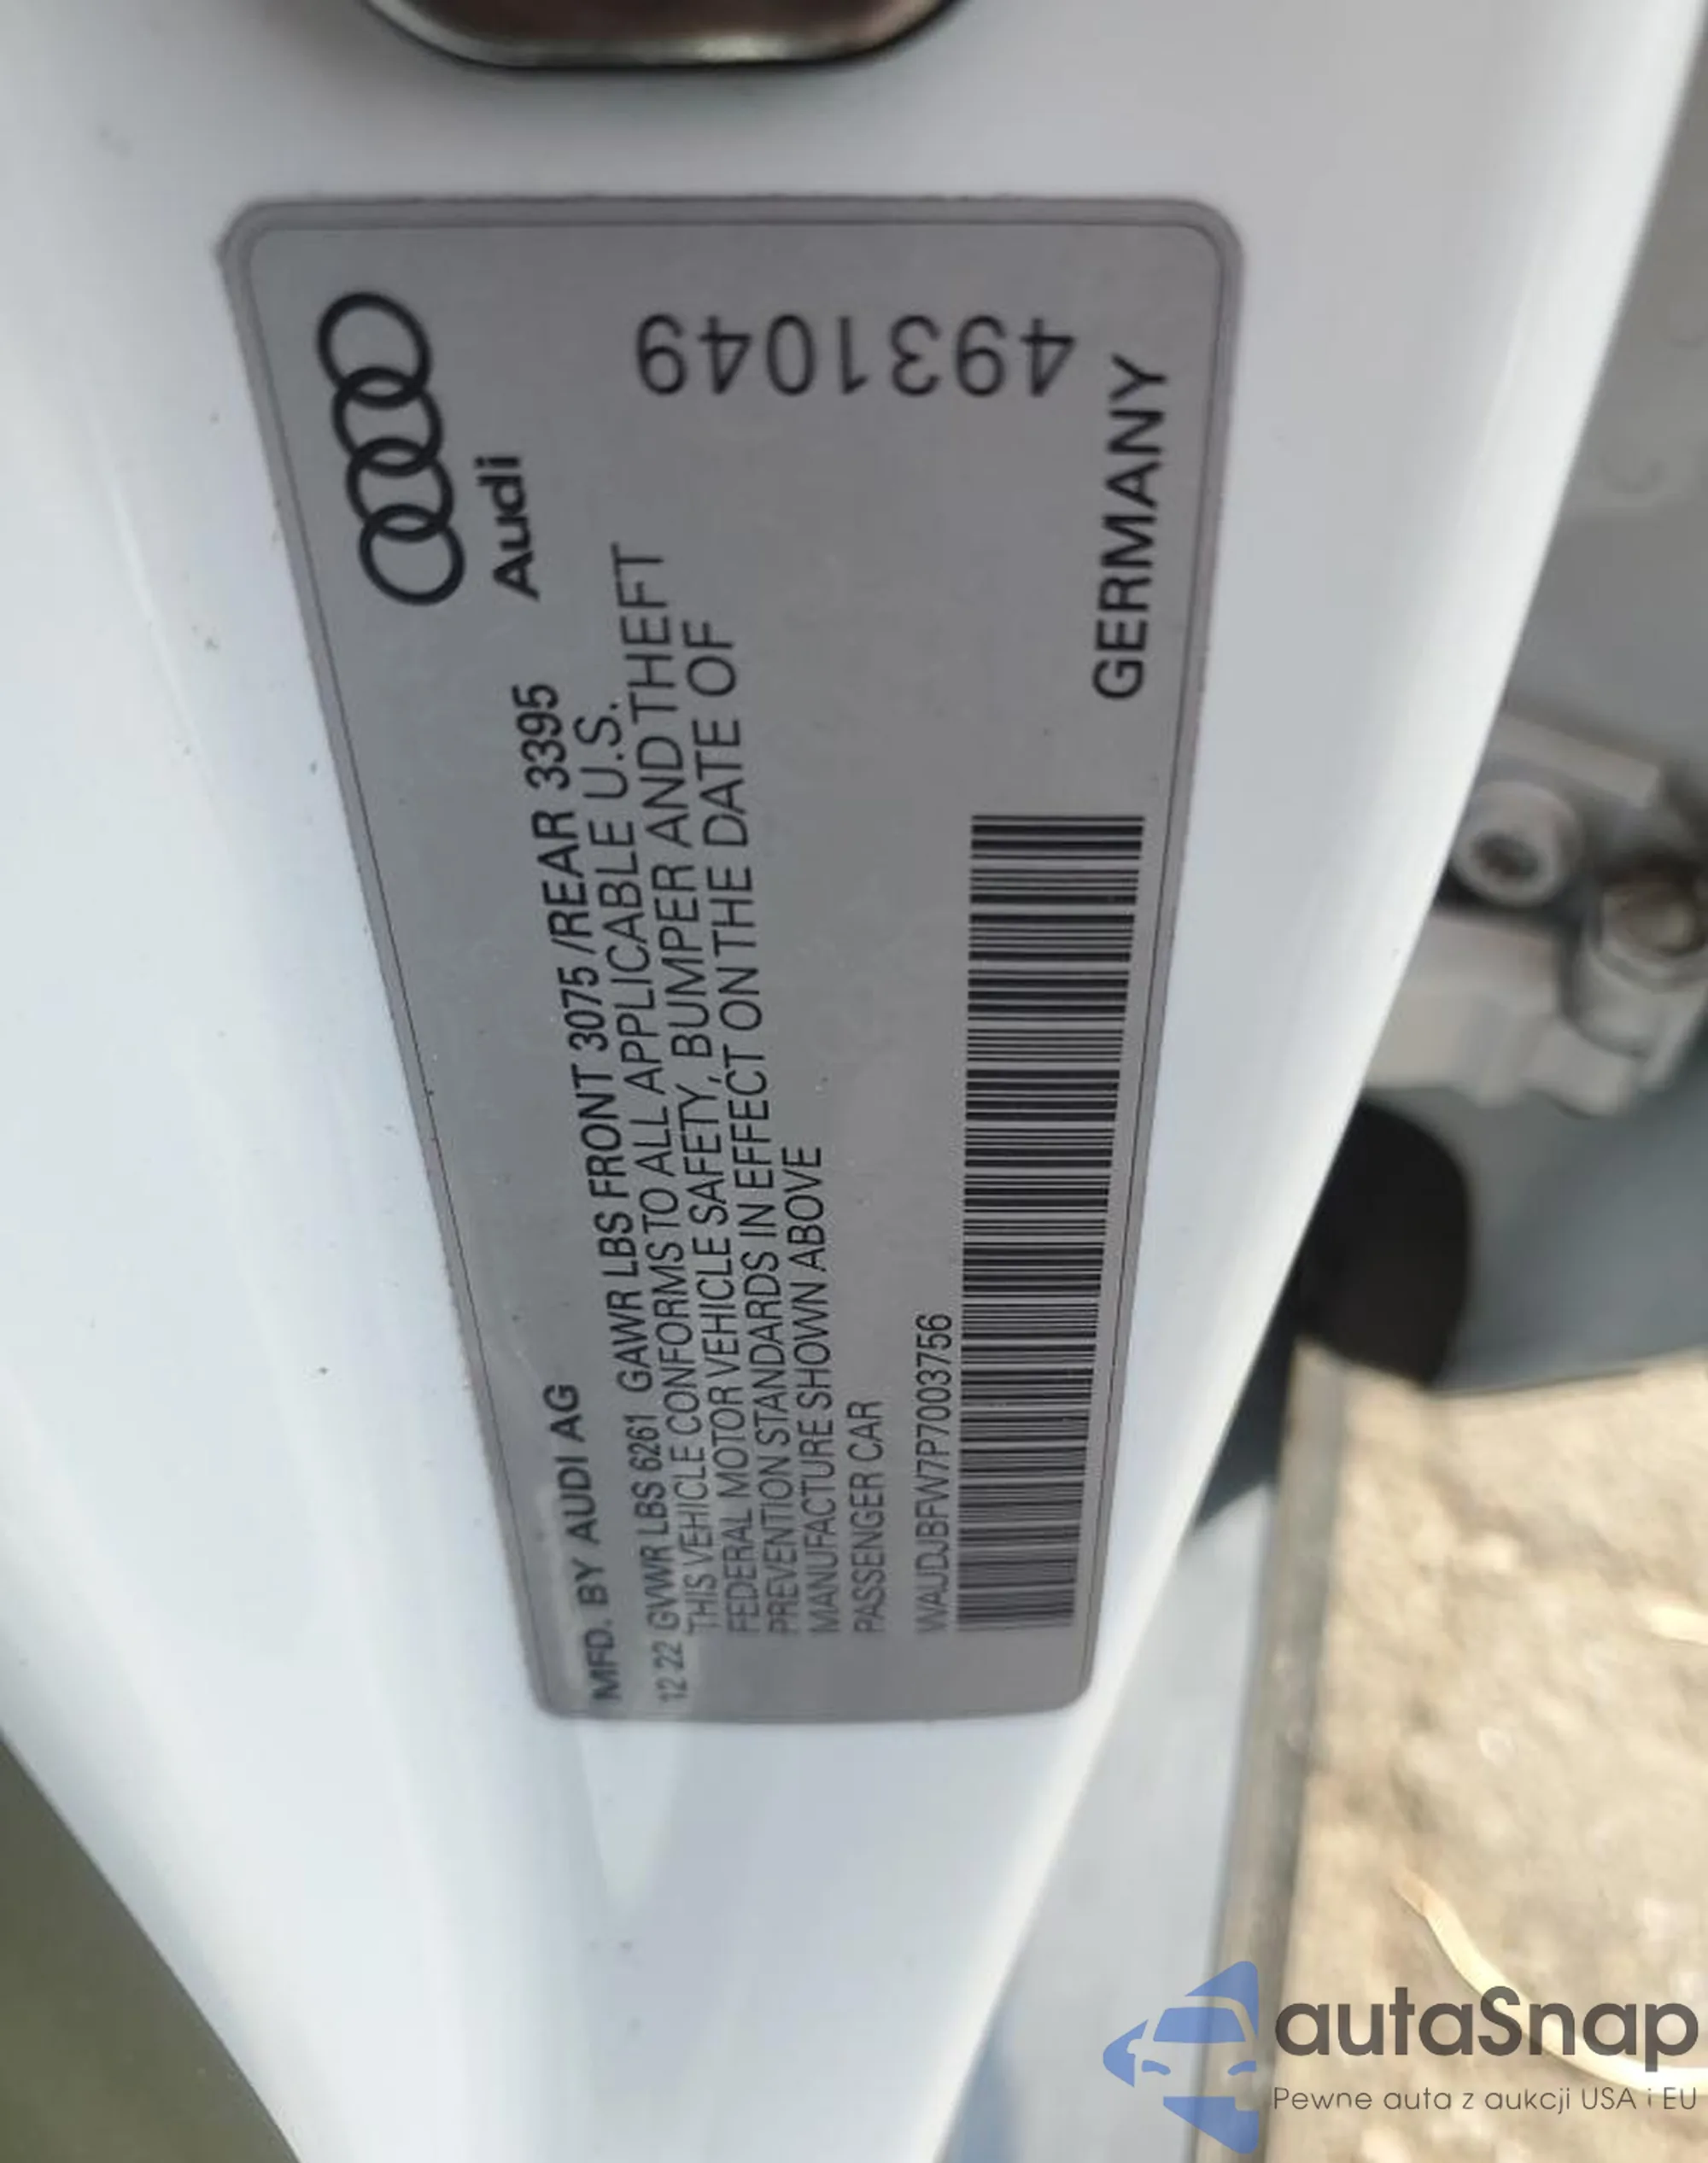 Audi
4931049
MFD. BY AUDI AG
12 22 GVWR LBS 6261 GAWR LBS FRONT 3075 /REAR 3395
THIS VEHICLE CONFORMS TO ALL APPLICABLE U.S.
FEDERAL MOTOR VEHICLE SAFETY, BUMPER AND THEFT
PREVENTION STANDARDS IN EFFECT ON THE DATE OF
MANUFACTURE SHOWN ABOVE
PASSENGER CAR
WAUDJBFW7P7003756
GERMANY
autaSnap
Pewne auta z aukcji USA i EU